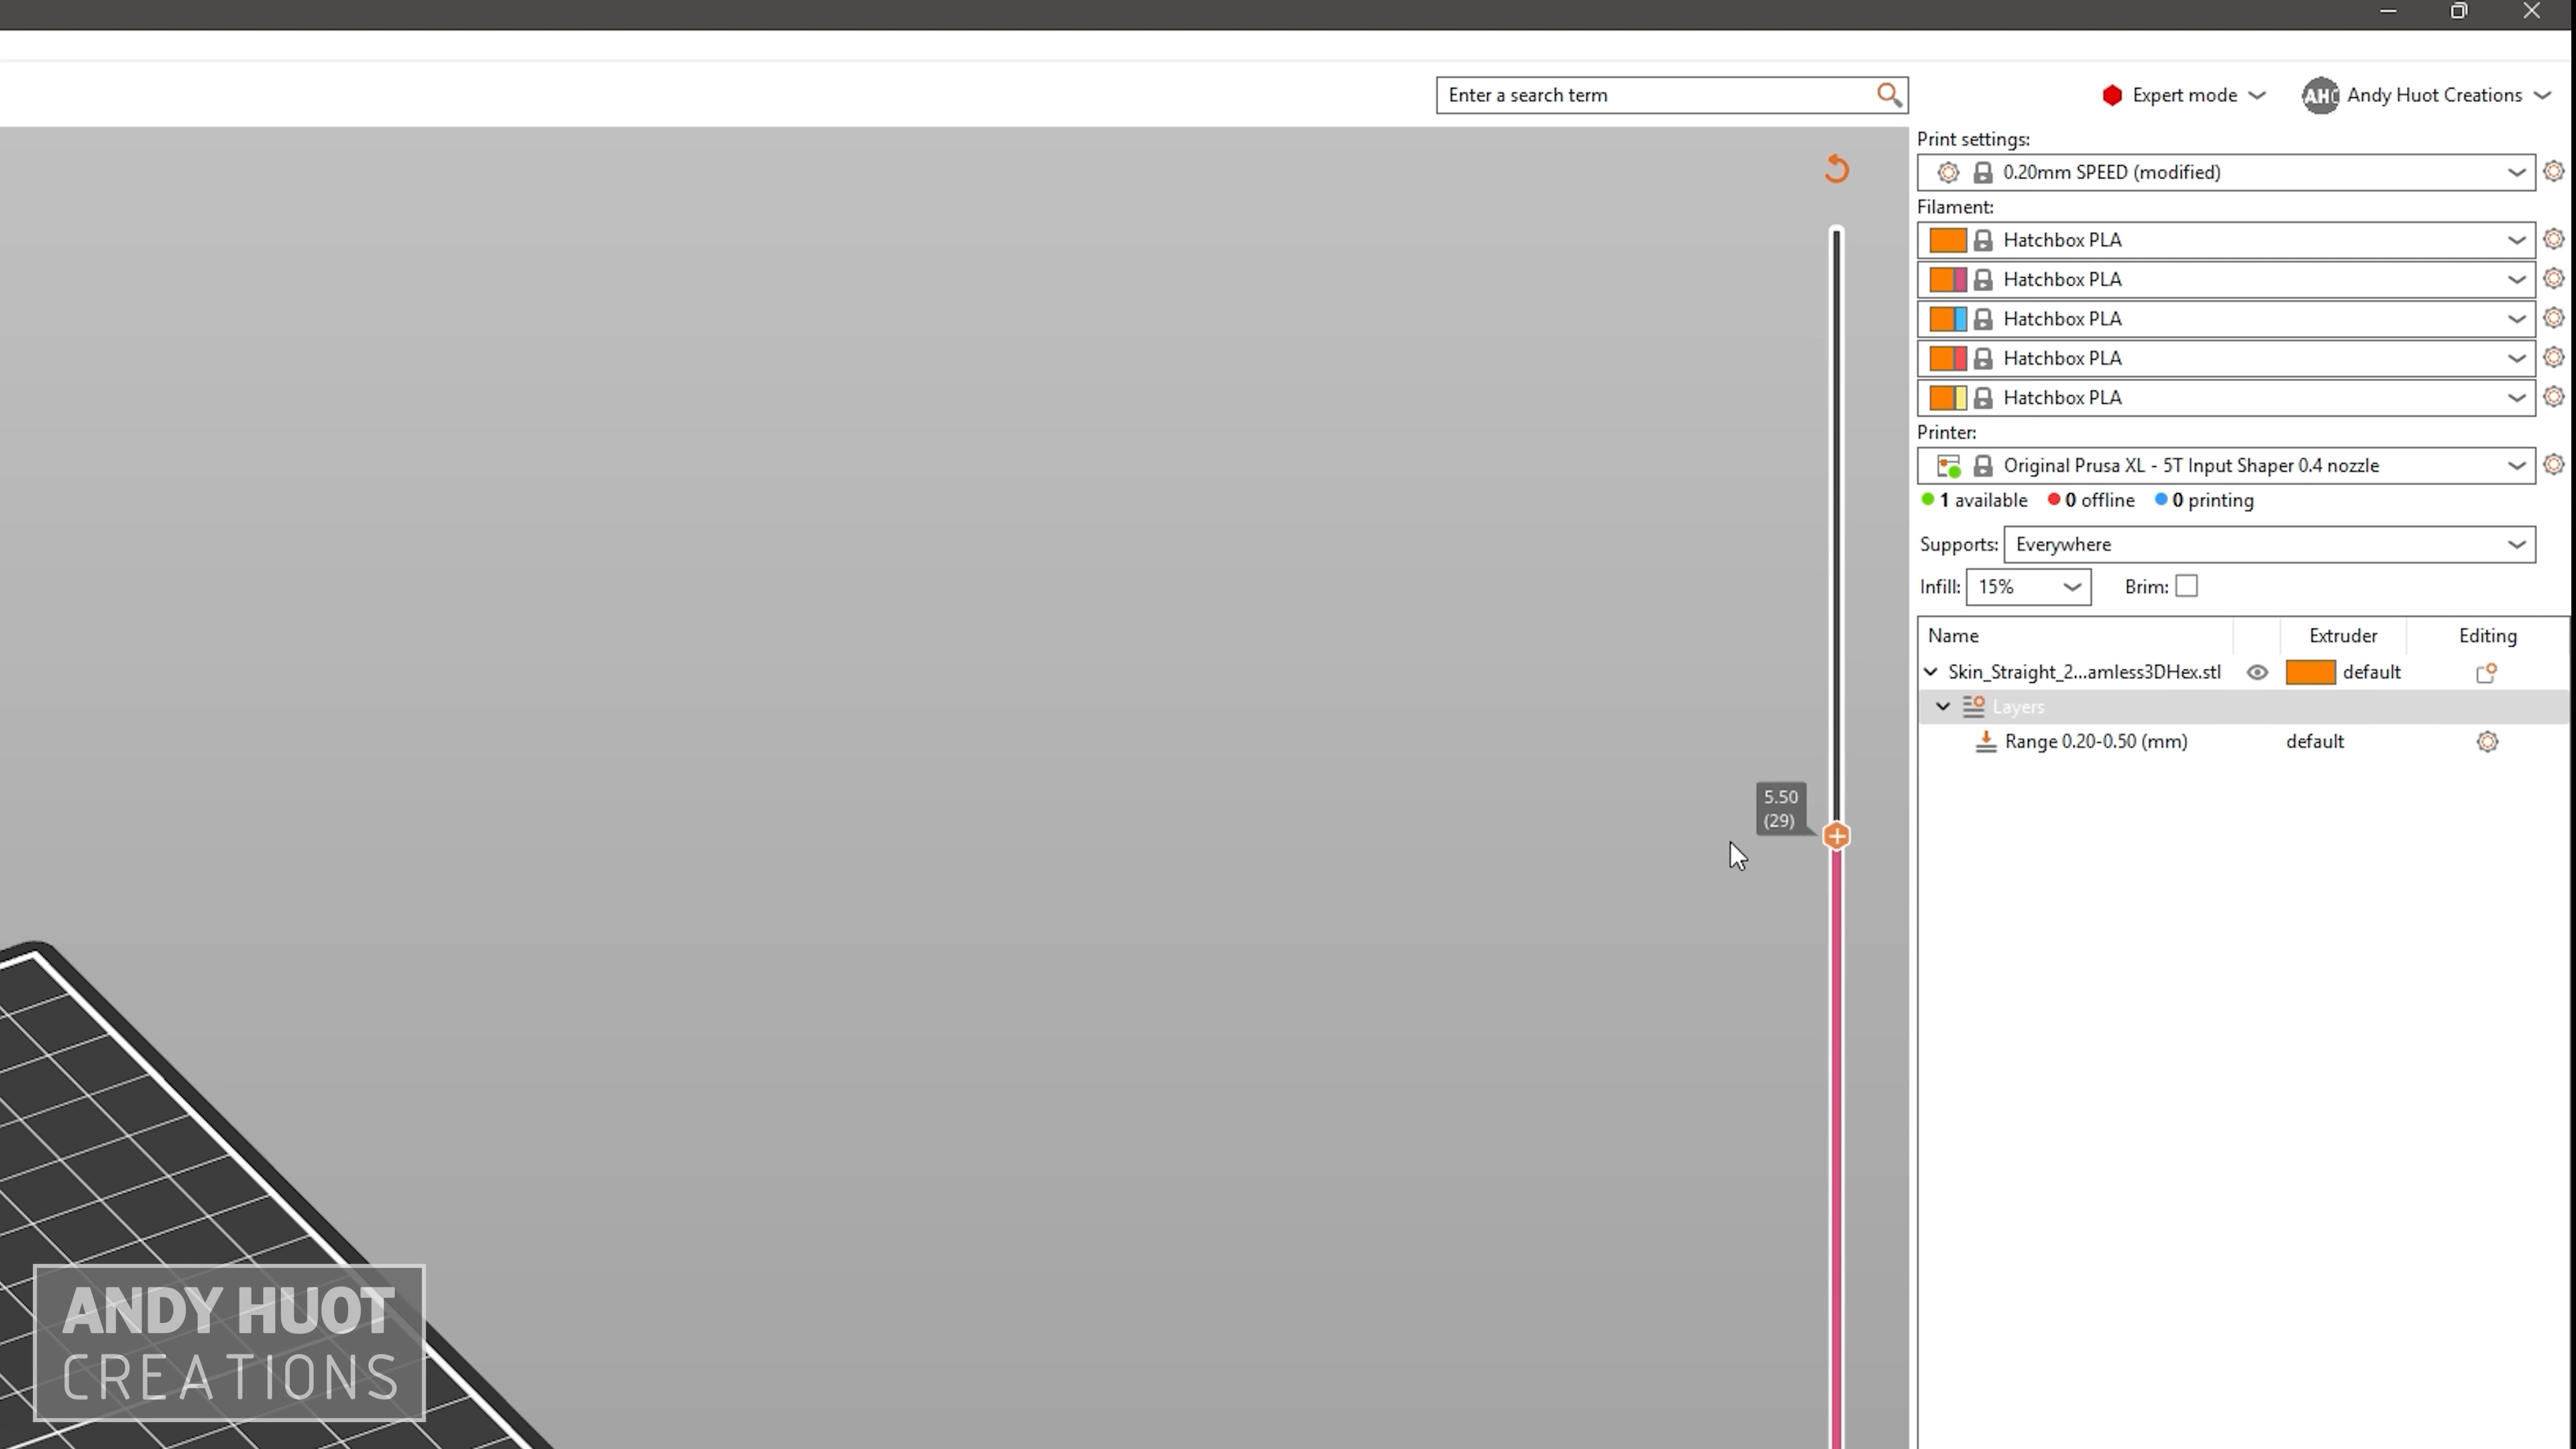 Enter a search term
Expert mode
AHC Andy Huot Creations
Print settings:
0.20mm SPEED (modified)
Filament:
Hatchbox PLA
Hatchbox PLA
Hatchbox PLA
Hatchbox PLA
Hatchbox PLA
Printer:
Original Prusa XL - 5T Input Shaper 0.4 nozzle
1 available 0 offline 0 printing
Supports: Everywhere
Infill: 15% Brim:
Name Extruder Editing
Skin_Straight_2...amless3DHex.stl default
Layers
Range 0.20-0.50 (mm) default
5.50
(29)
ANDY HUOT
CREATIONS